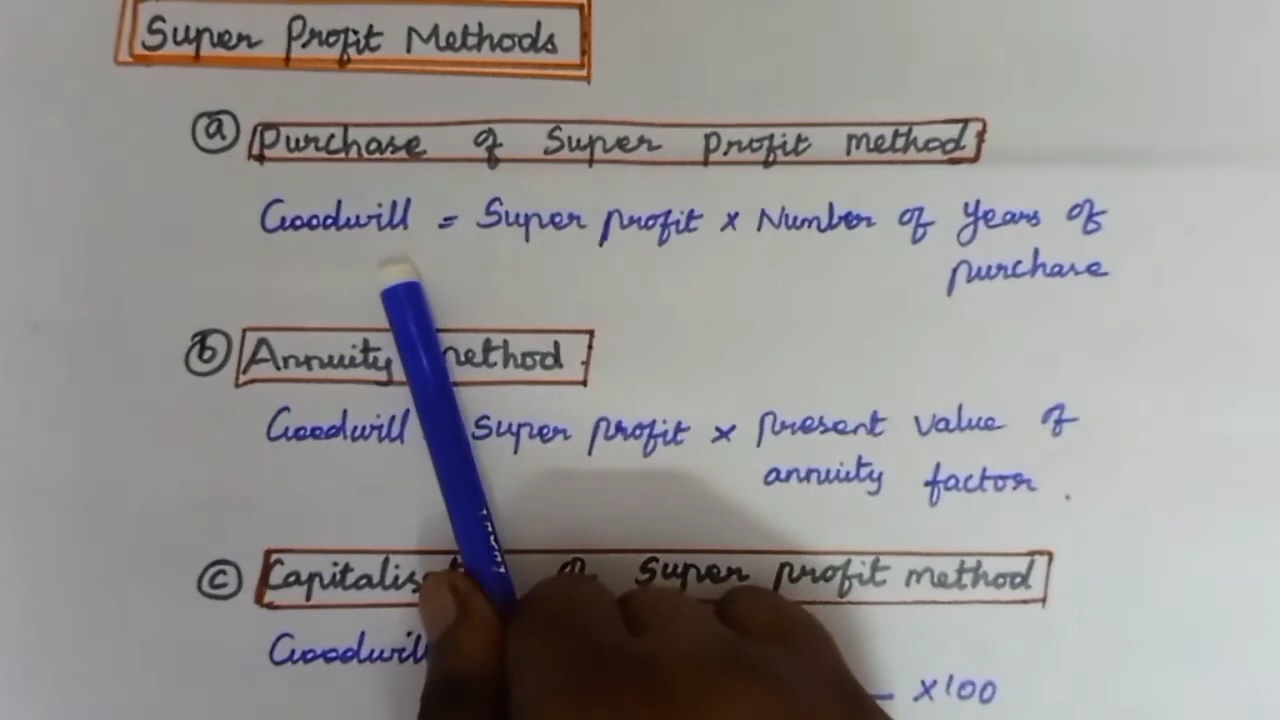 Super Profit Methods
a Purchase of Super profit method
Goodwill = Super profit x Number of years of
purchase
b Annuity method
Goodwill Super profit x present value of
annuity factor.
c of Super profit method
Goodwill
x100